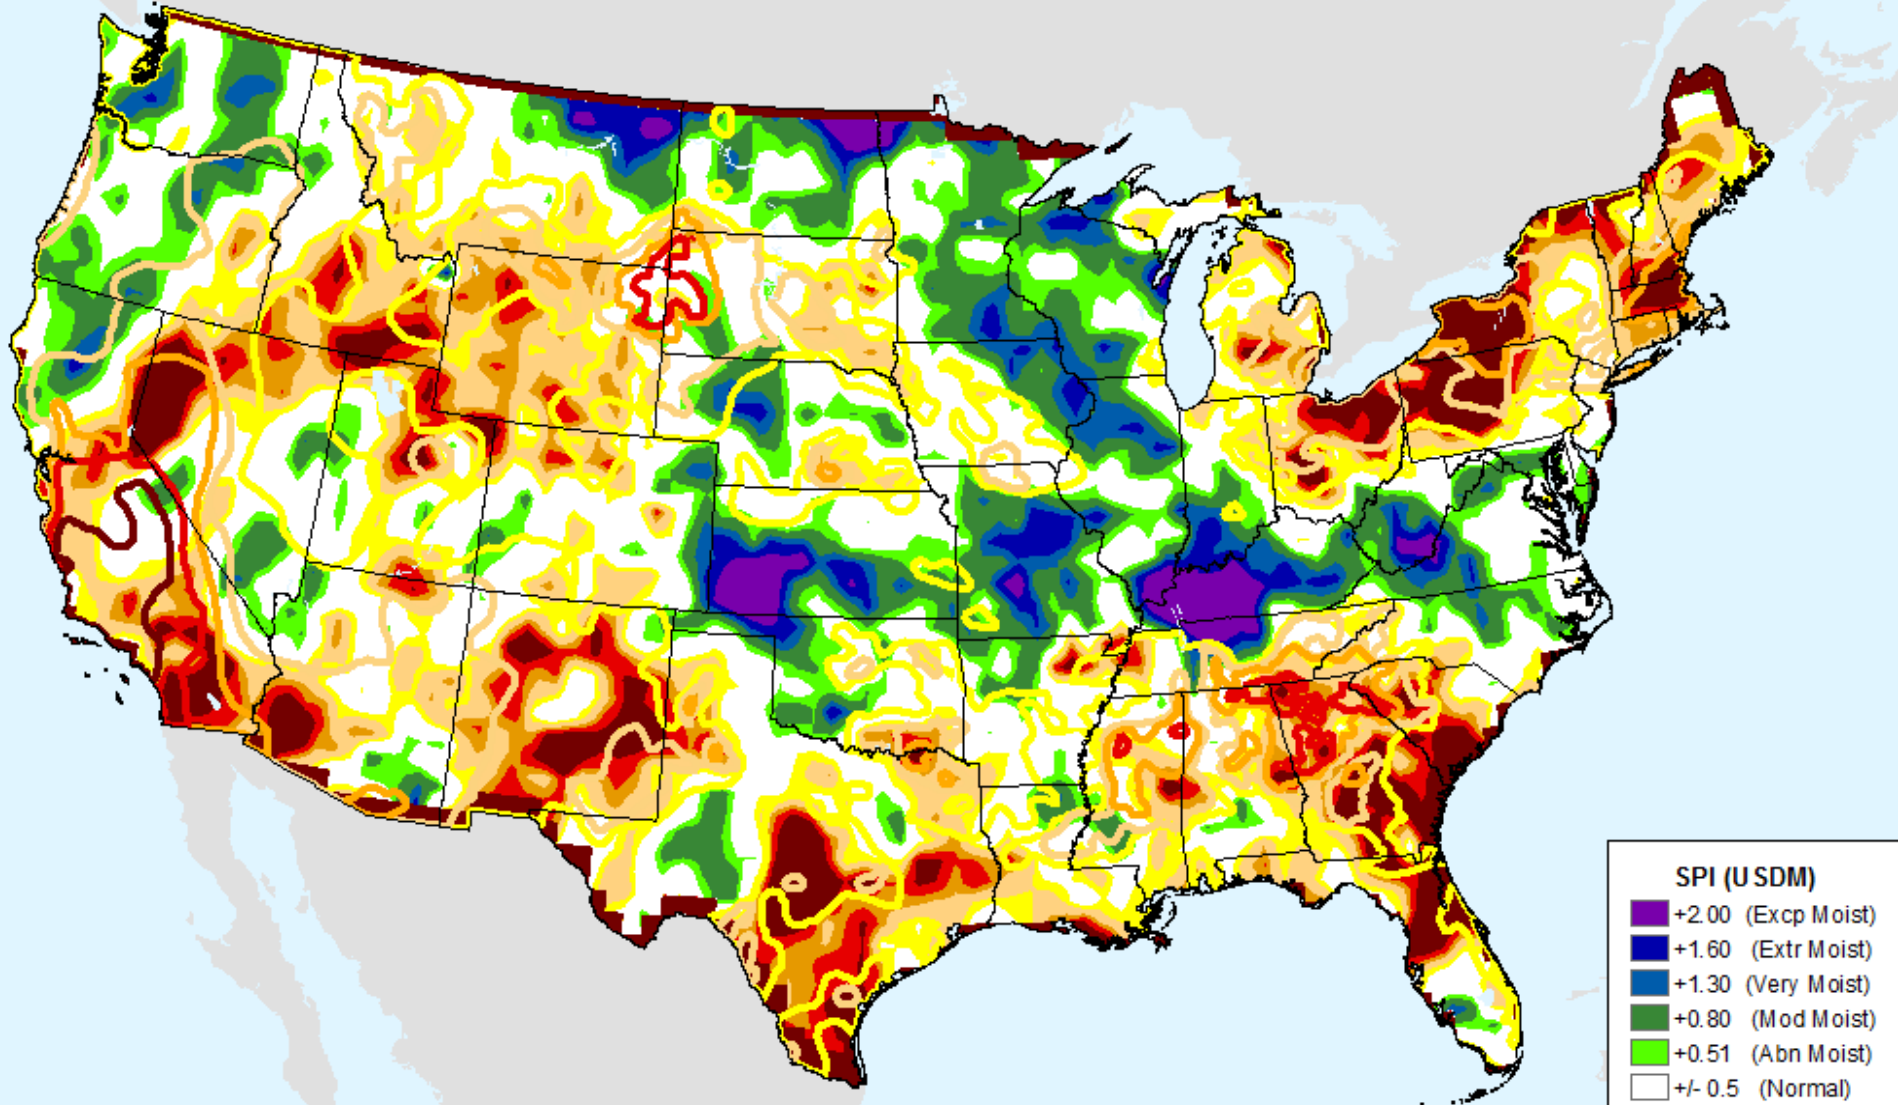 SPI (USDM)
+2.00 (Excp Moist)
+1.60 (Extr Moist)
+1.30 (Very Moist)
+0.80 (Mod Moist)
+0.51 (Abn Moist)
+/- 0.5 (Normal)